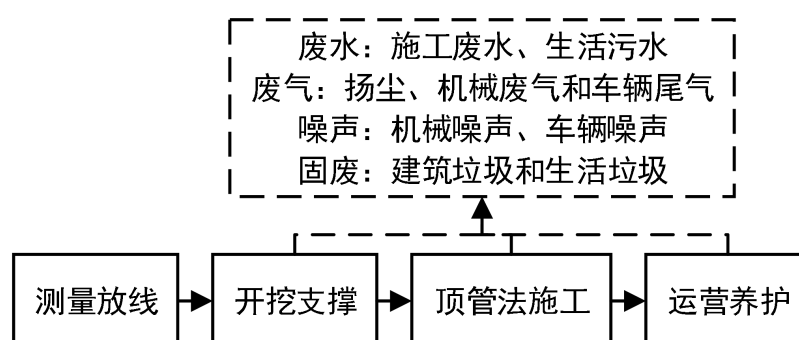 废水：施工废水、生活污水
废气：扬尘、机械废气和车辆尾气
噪声：机械噪声、车辆噪声
固废：建筑垃圾和生活垃圾
测量放线
开挖支撑
顶管法施工
运营养护